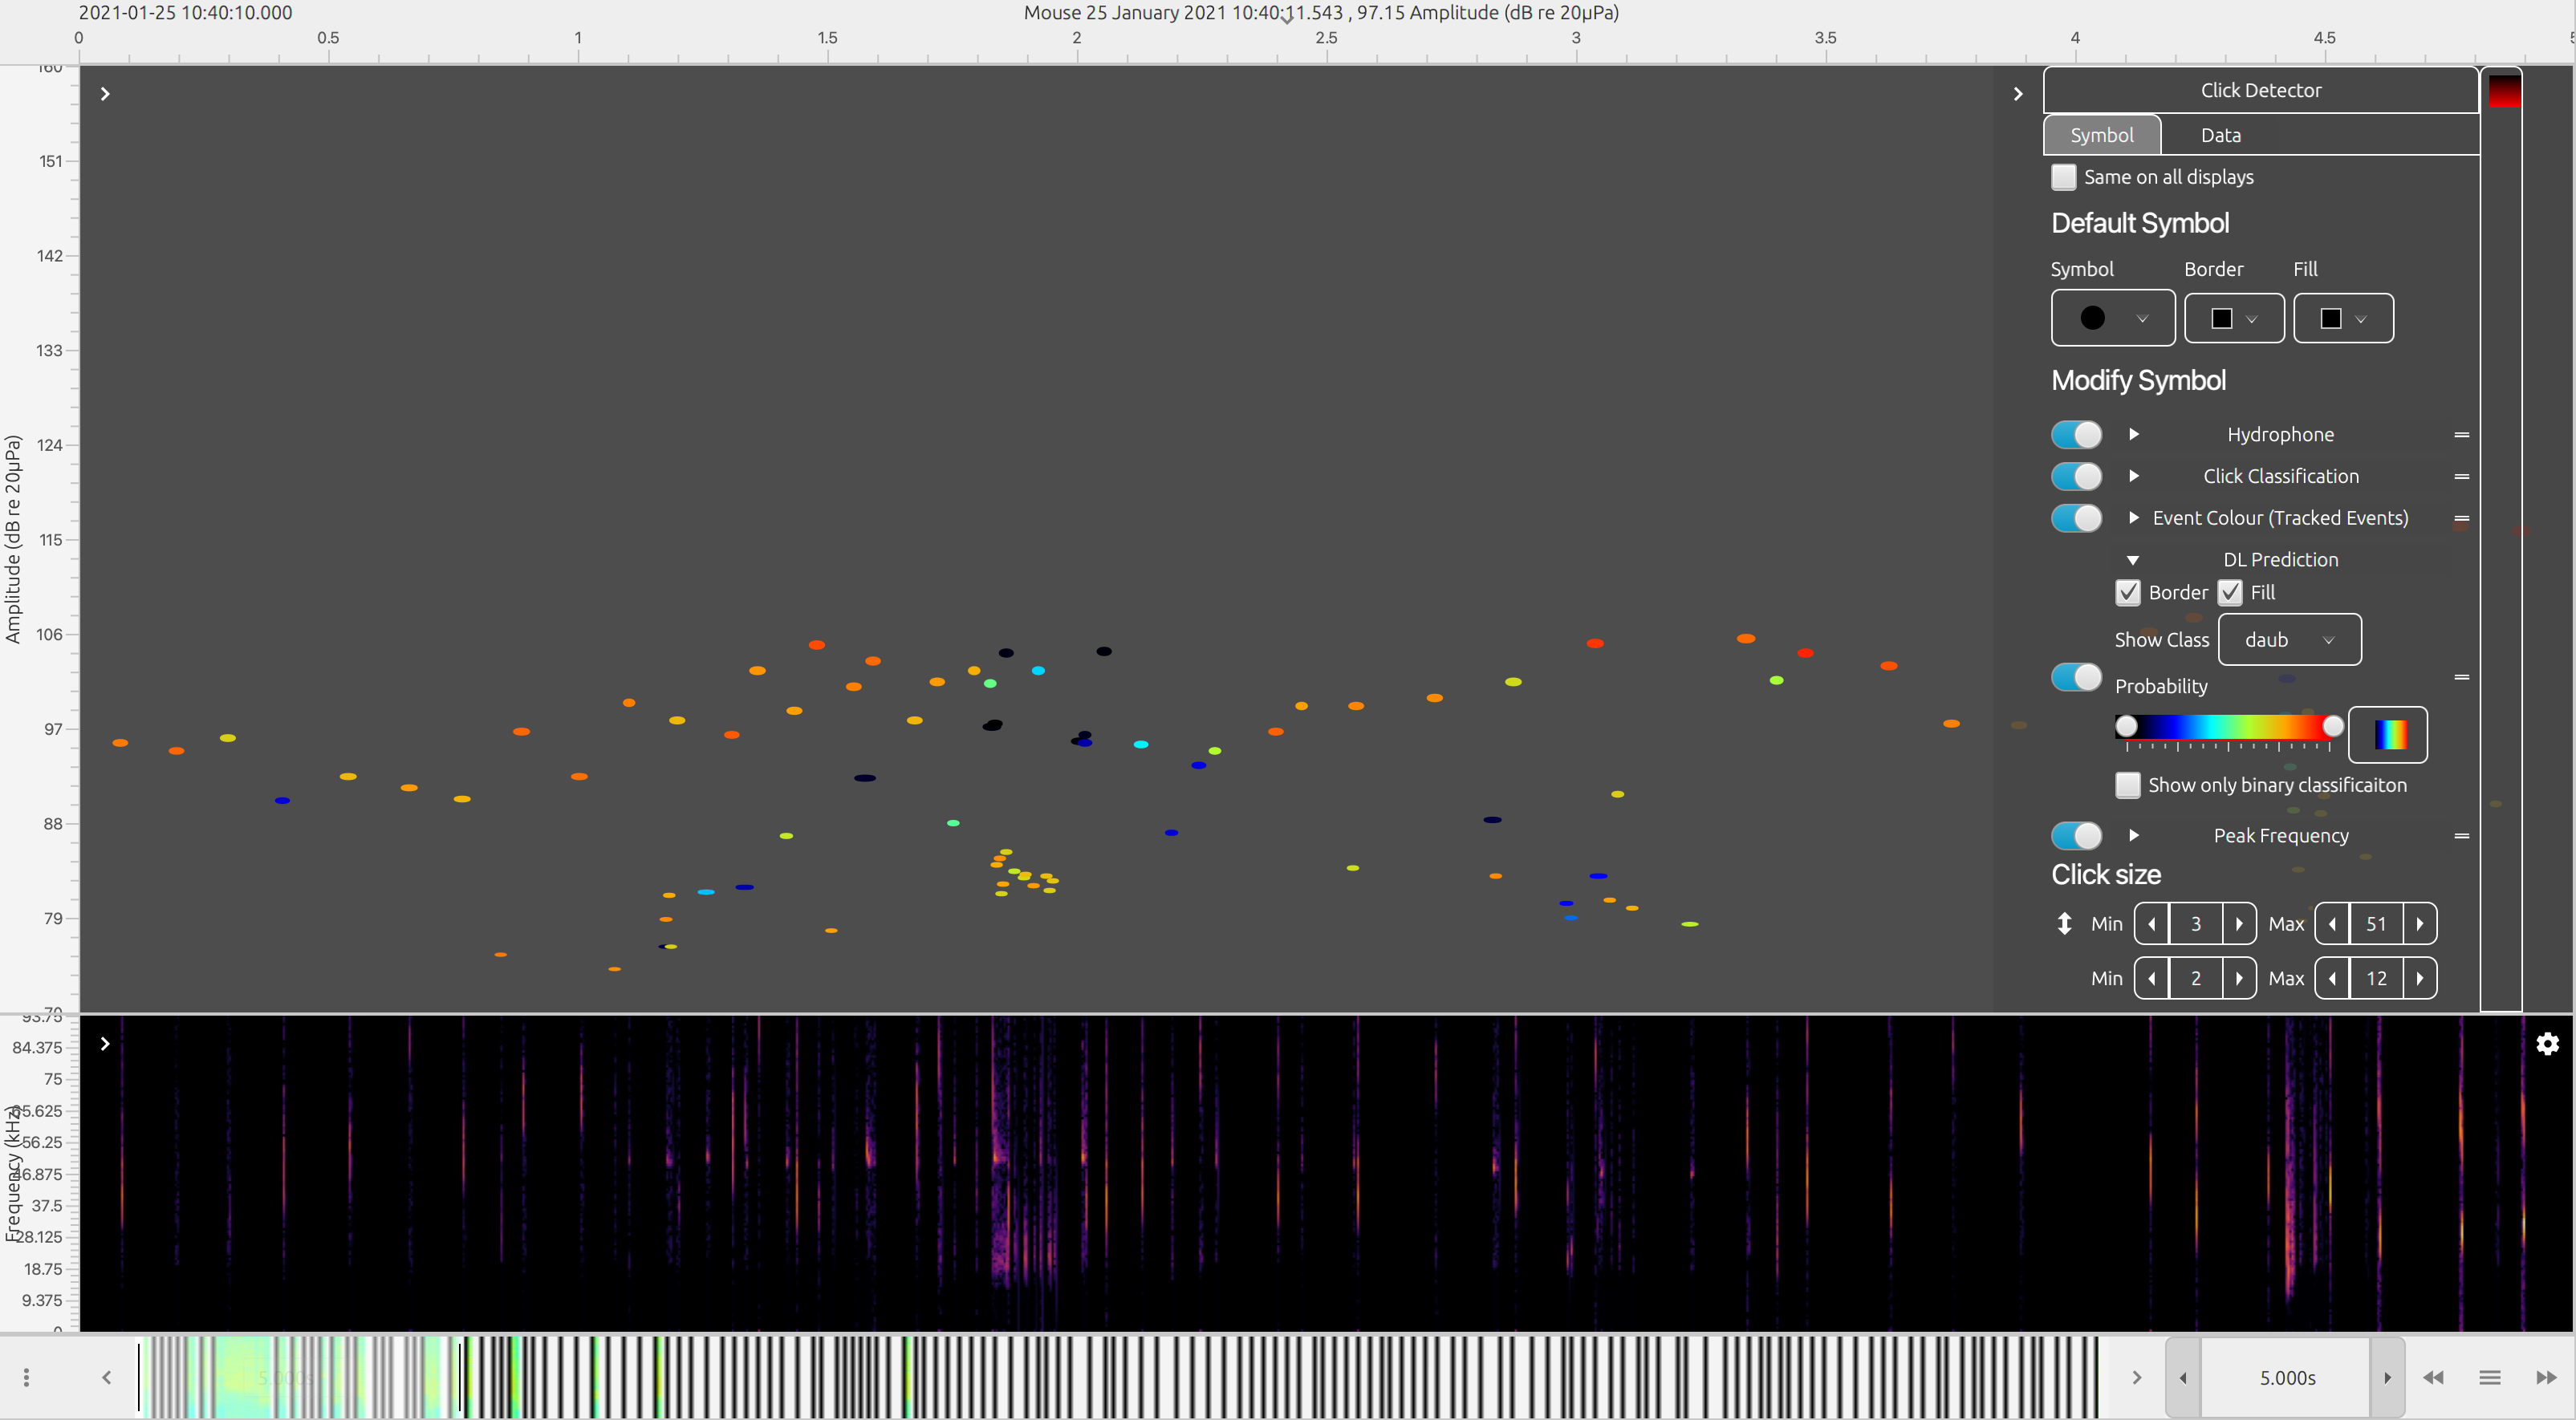 2021-01-25 10:40:10.000
Mouse 25 January 2021 10:40:11.543 , 97.15 Amplitude (dB re 20µPa)
0 0.5 1 1.5 2 2.5 3 3.5 4 4.5 5
Amplitude (dB re 20µPa)
160
151
142
133
124
115
106
97
88
79
70
Click Detector
Symbol Data
Same on all displays
Default Symbol
Symbol Border Fill
Modify Symbol
Hydrophone
Click Classification
Event Colour (Tracked Events)
DL Prediction
Border Fill
Show Class daub
Probability
Show only binary classificaiton
Peak Frequency
Click size
Min 3 Max 51
Min 2 Max 12
Frequency (kHz)
93.75
84.375
75
65.625
56.25
46.875
37.5
28.125
18.75
9.375
0
5.000s
5.000s